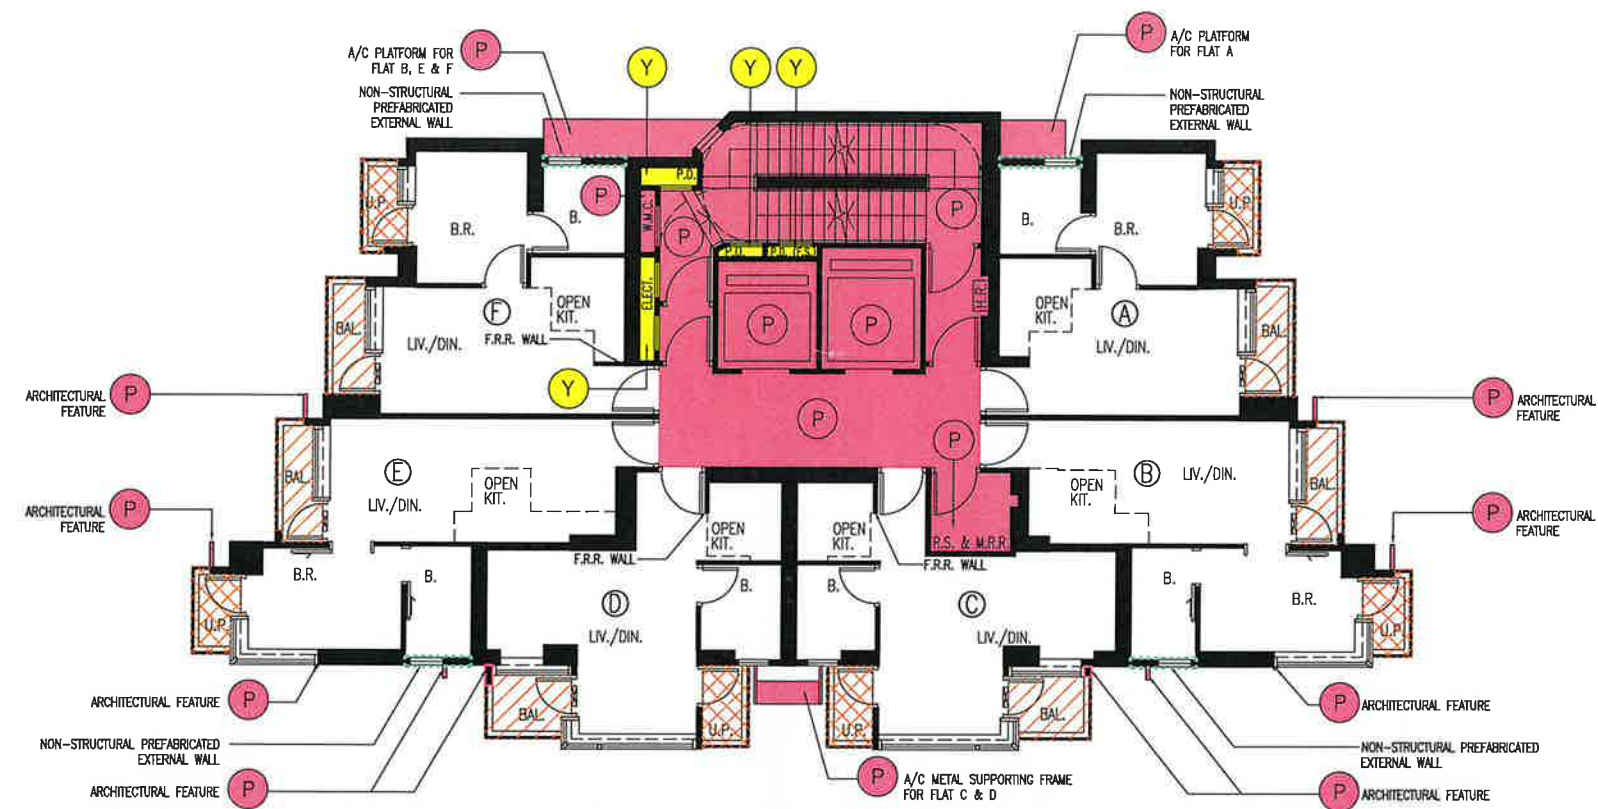 P
A/C PLATFORM FOR
FLAT B, E & F
NON-STRUCTURAL
PREFABRICATED
EXTERNAL WALL
Y
Y
Y
P
A/C PLATFORM
FOR FLAT A
NON-STRUCTURAL
PREFABRICATED
EXTERNAL WALL
U.P.
B.R.
B.
P
P.D.
W.M.C.
P
P
B.
B.R.
U.P.
P.D.
P.D. (F.S.)
ELECT.
H.R.
BAL.
LIV./DIN.
F
OPEN
KIT.
F.R.R. WALL
P
P
OPEN
KIT.
A
LIV./DIN.
BAL.
Y
ARCHITECTURAL
FEATURE
P
P
P
ARCHITECTURAL
FEATURE
BAL.
E
LIV./DIN.
OPEN
KIT.
P
OPEN
KIT.
B
LIV./DIN.
BAL.
ARCHITECTURAL
FEATURE
P
P
ARCHITECTURAL
FEATURE
OPEN
KIT.
OPEN
KIT.
R.S. & M.R.R.
F.R.R. WALL
F.R.R. WALL
U.P.
B.R.
B.
D
LIV./DIN.
B.
B.
C
LIV./DIN.
B.
B.R.
U.P.
ARCHITECTURAL FEATURE
P
BAL.
U.P.
U.P.
BAL.
P
ARCHITECTURAL FEATURE
NON-STRUCTURAL PREFABRICATED
EXTERNAL WALL
NON-STRUCTURAL PREFABRICATED
EXTERNAL WALL
P
A/C METAL SUPPORTING FRAME
FOR FLAT C & D
ARCHITECTURAL FEATURE
P
P
ARCHITECTURAL FEATURE